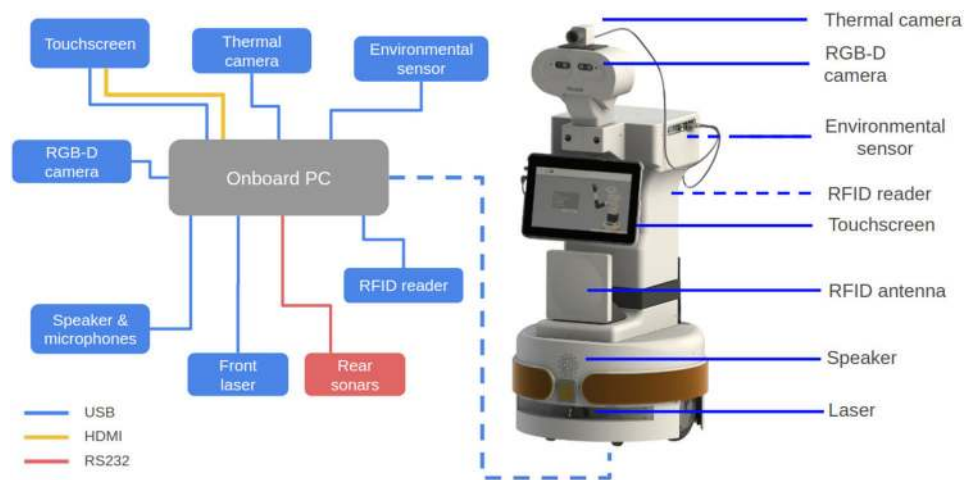 Touchscreen
Thermal
camera
Environmental
sensor
RGB-D
camera
Onboard PC
RFID reader
Speaker &
microphones
Front
laser
Rear
sonars
USB
HDMI
RS232
Thermal camera
RGB-D
camera
Environmental
sensor
RFID reader
Touchscreen
RFID antenna
Speaker
Laser